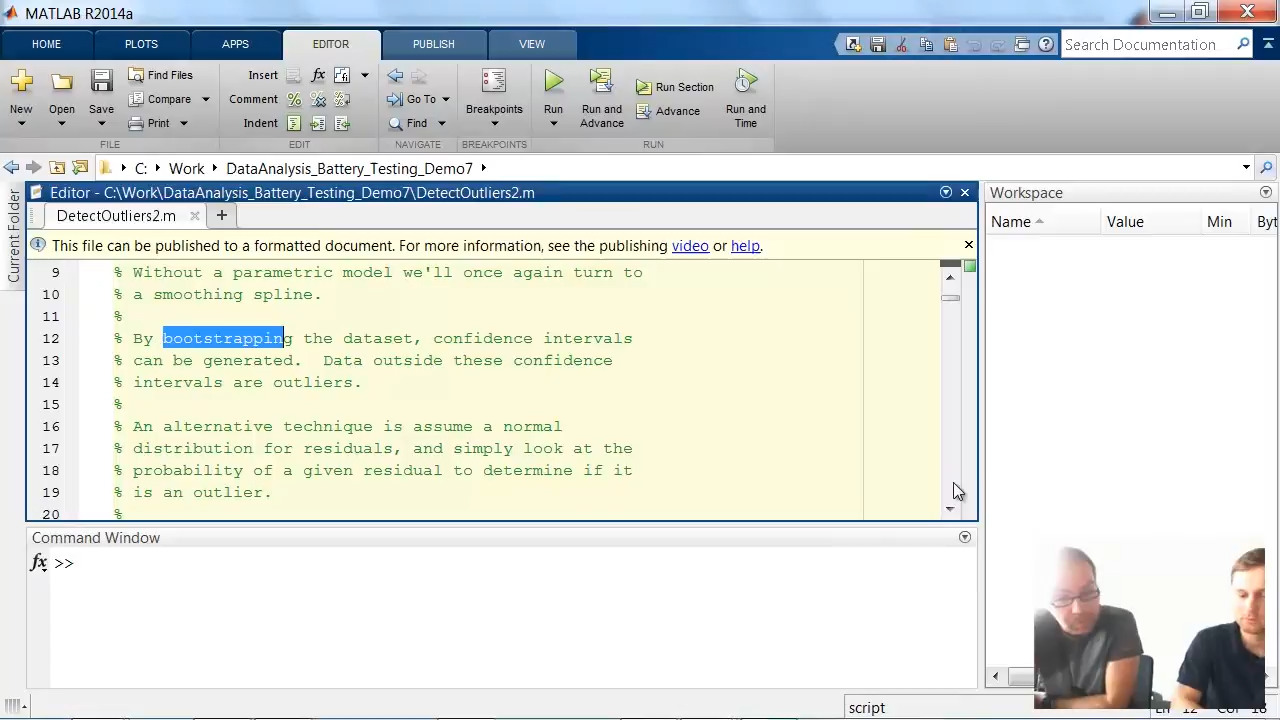 MATLAB R2014a
HOME PLOTS APPS EDITOR PUBLISH VIEW Search Documentation
New Open Save Find Files Compare Print
Insert fx
Comment
Indent
Go To
Find
Breakpoints
Run Run and Advance Run Section Advance Run and Time
FILE EDIT NAVIGATE BREAKPOINTS RUN
C: Work DataAnalysis_Battery_Testing_Demo7
Current Folder
Editor - C:\Work\DataAnalysis_Battery_Testing_Demo7\DetectOutliers2.m
DetectOutliers2.m
This file can be published to a formatted document. For more information, see the publishing video or help.
9 % Without a parametric model we'll once again turn to
10 % a smoothing spline.
11 %
12 % By bootstrapping the dataset, confidence intervals
13 % can be generated.  Data outside these confidence
14 % intervals are outliers.
15 %
16 % An alternative technique is assume a normal
17 % distribution for residuals, and simply look at the
18 % probability of a given residual to determine if it
19 % is an outlier.
20 %
Command Window
fx >>
Workspace
Name Value Min Byt
script